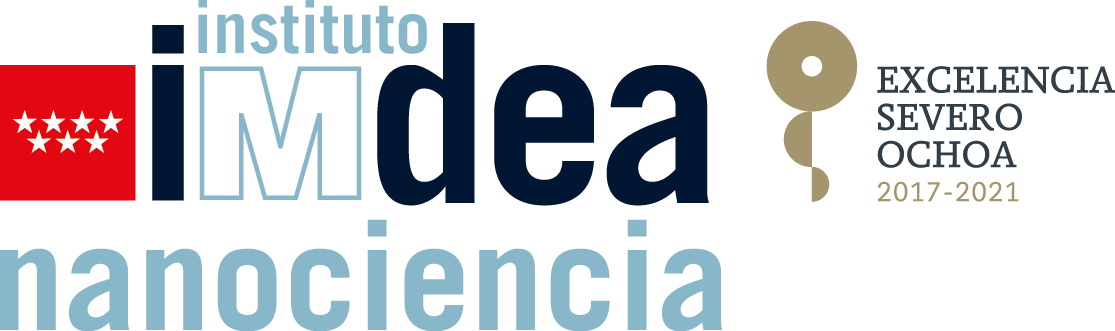 instituto
iMdea
nanociencia
EXCELENCIA
SEVERO
OCHOA
2017-2021